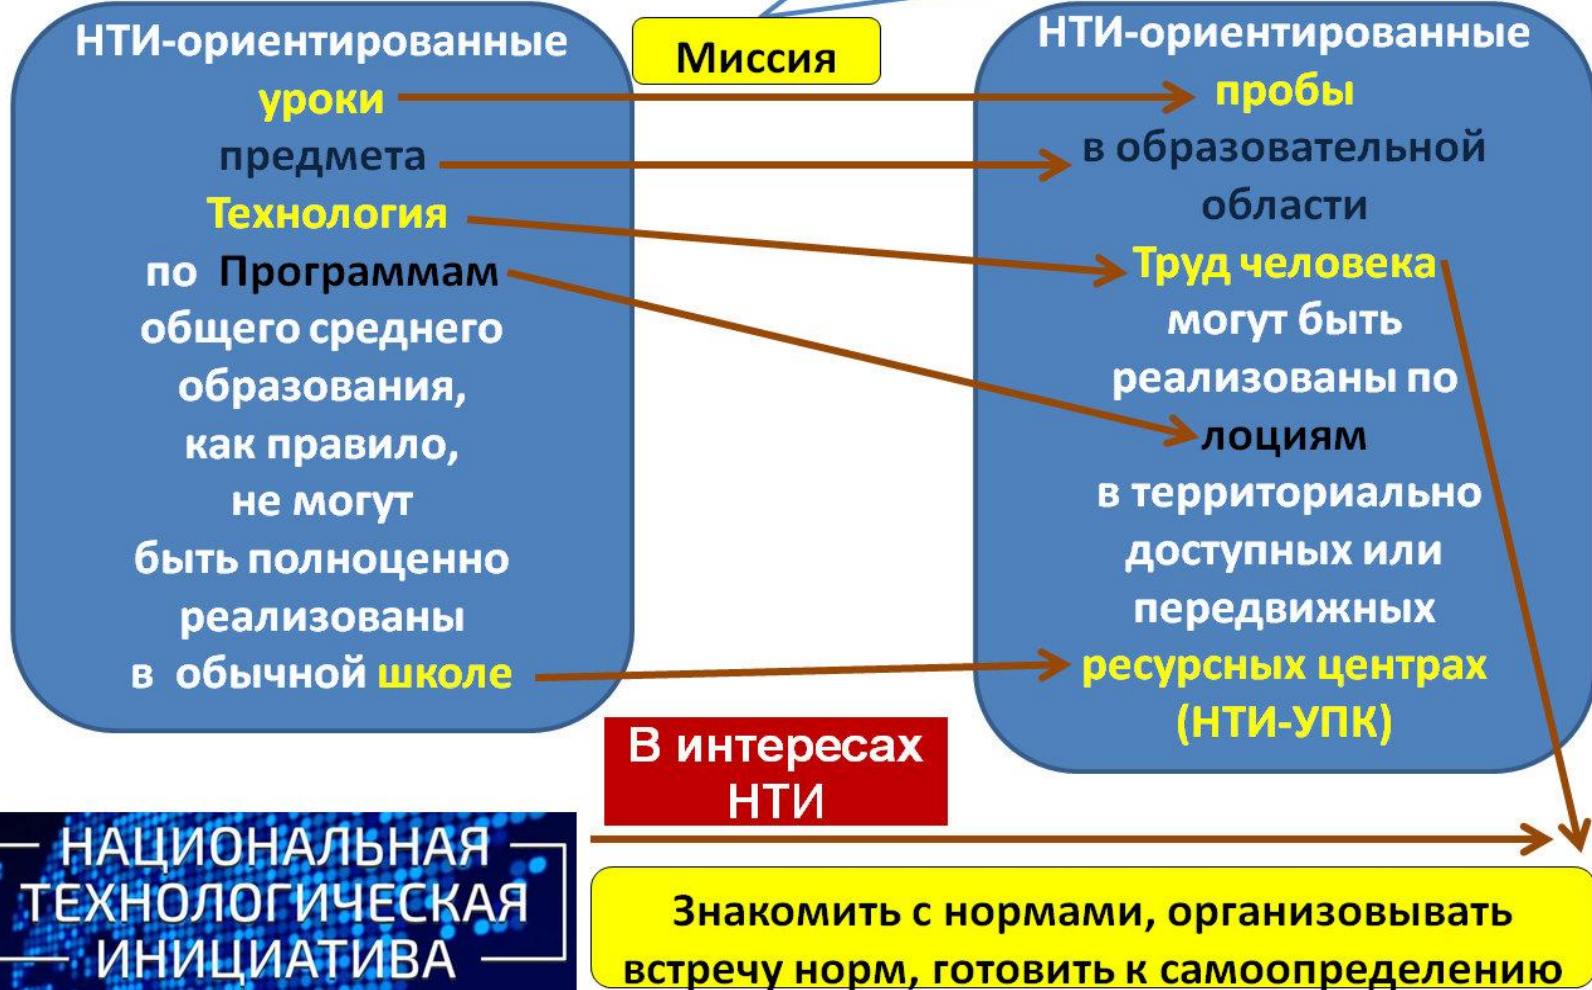 НТИ-ориентированные
уроки
предмета
Технология
по Программам
общего среднего
образования,
как правило,
не могут
быть полноценно
реализованы
в обычной школе
Миссия
НТИ-ориентированные
пробы
в образовательной
области
Труд человека
могут быть
реализованы по
лоциям
в территориально
доступных или
передвижных
ресурсных центрах
(НТИ-УПК)
В интересах
НТИ
НАЦИОНАЛЬНАЯ
ТЕХНОЛОГИЧЕСКАЯ
ИНИЦИАТИВА
Знакомить с нормами, организовывать
встречу норм, готовить к самоопределению